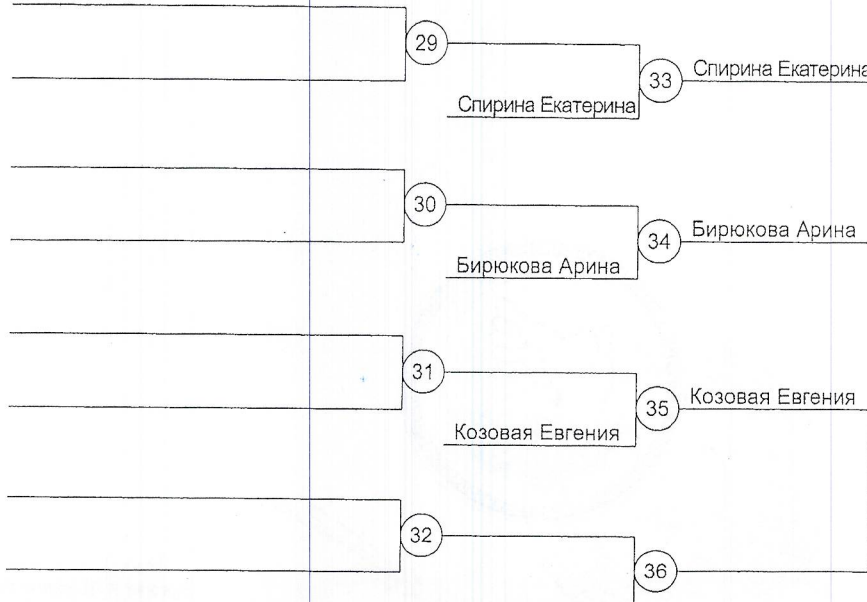 29
33
Спирина Екатерина
Спирина Екатерина
30
34
Бирюкова Арина
Бирюкова Арина
31
35
Козовая Евгения
Козовая Евгения
32
36